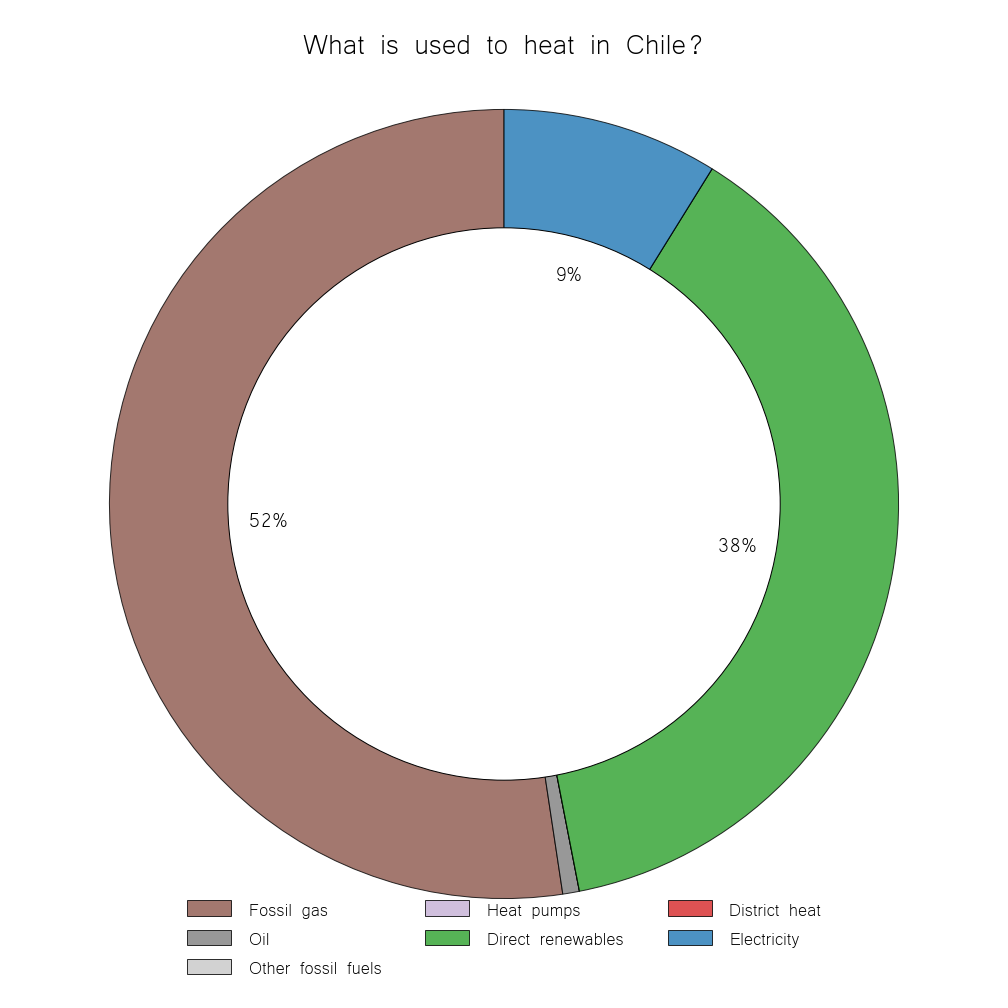 What is used to heat in Chile?
9%
52%
38%
Fossil gas
Heat pumps
District heat
Oil
Direct renewables
Electricity
Other fossil fuels